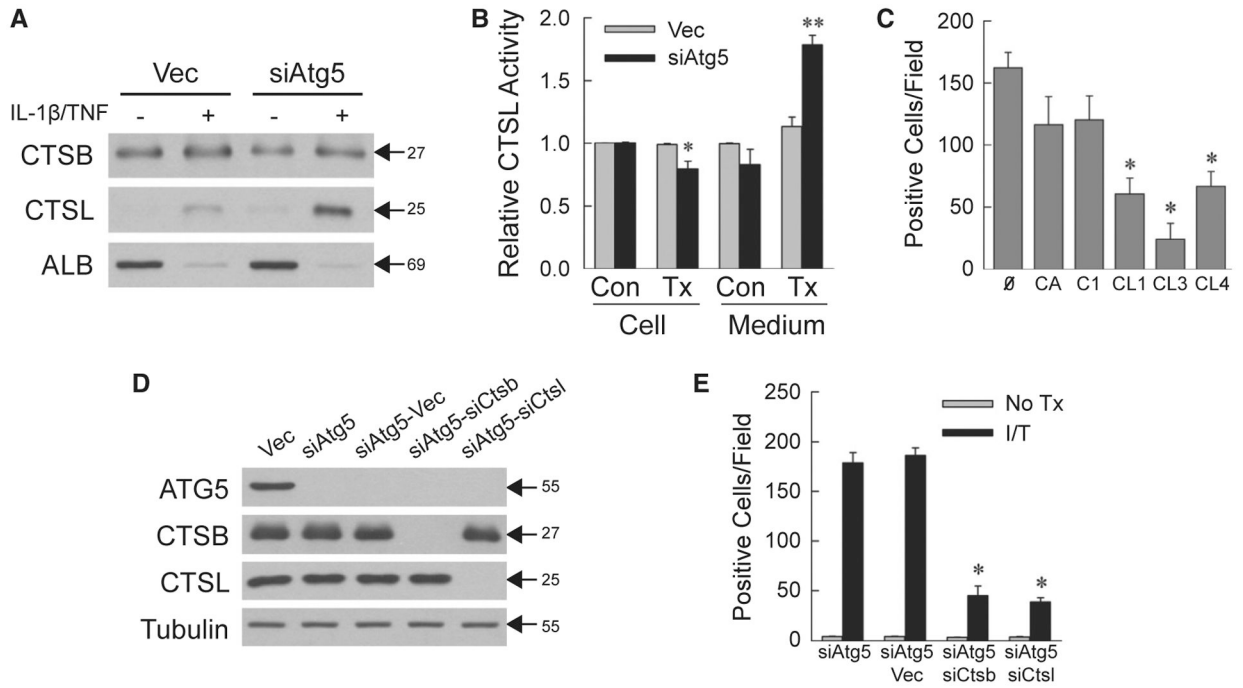 A
Vec siAtg5
IL-1β/TNF - + - +
CTSB 27
CTSL 25
ALB 69
B
Relative CTSL Activity
2.0
1.5
1.0
0.5
0.0
Vec
siAtg5
*
**
Con Tx Con Tx
Cell Medium
C
Positive Cells/Field
200
150
100
50
0
* * *
Ø CA C1 CL1 CL3 CL4
D
Vec siAtg5 siAtg5-Vec siAtg5-siCtsb siAtg5-siCtsl
ATG5 55
CTSB 27
CTSL 25
Tubulin 55
E
Positive Cells/Field
250
200
150
100
50
0
No Tx
I/T
* *
siAtg5 siAtg5 siAtg5 siAtg5
Vec siCtsb siCtsl